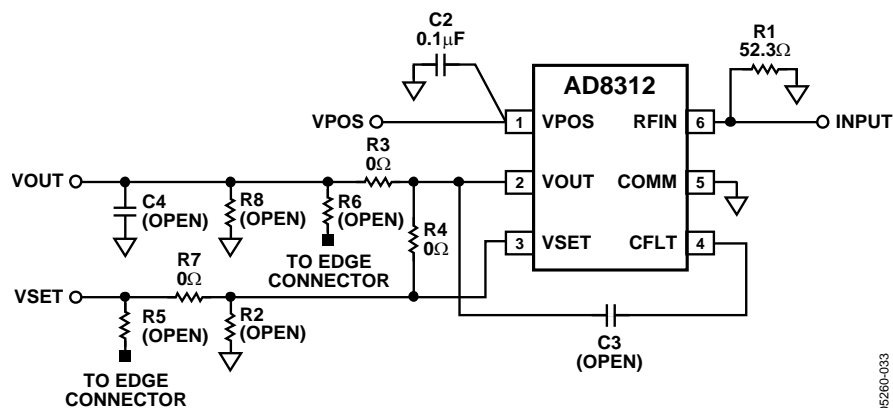 C2
0.1μF
R1
52.3Ω
AD8312
VPOS
1 VPOS
RFIN 6
INPUT
R3
0Ω
VOUT
2 VOUT
COMM 5
C4
(OPEN)
R8
(OPEN)
R6
(OPEN)
R4
0Ω
3 VSET
CFLT 4
TO EDGE
CONNECTOR
R7
0Ω
VSET
R5
(OPEN)
R2
(OPEN)
C3
(OPEN)
TO EDGE
CONNECTOR
05260-033